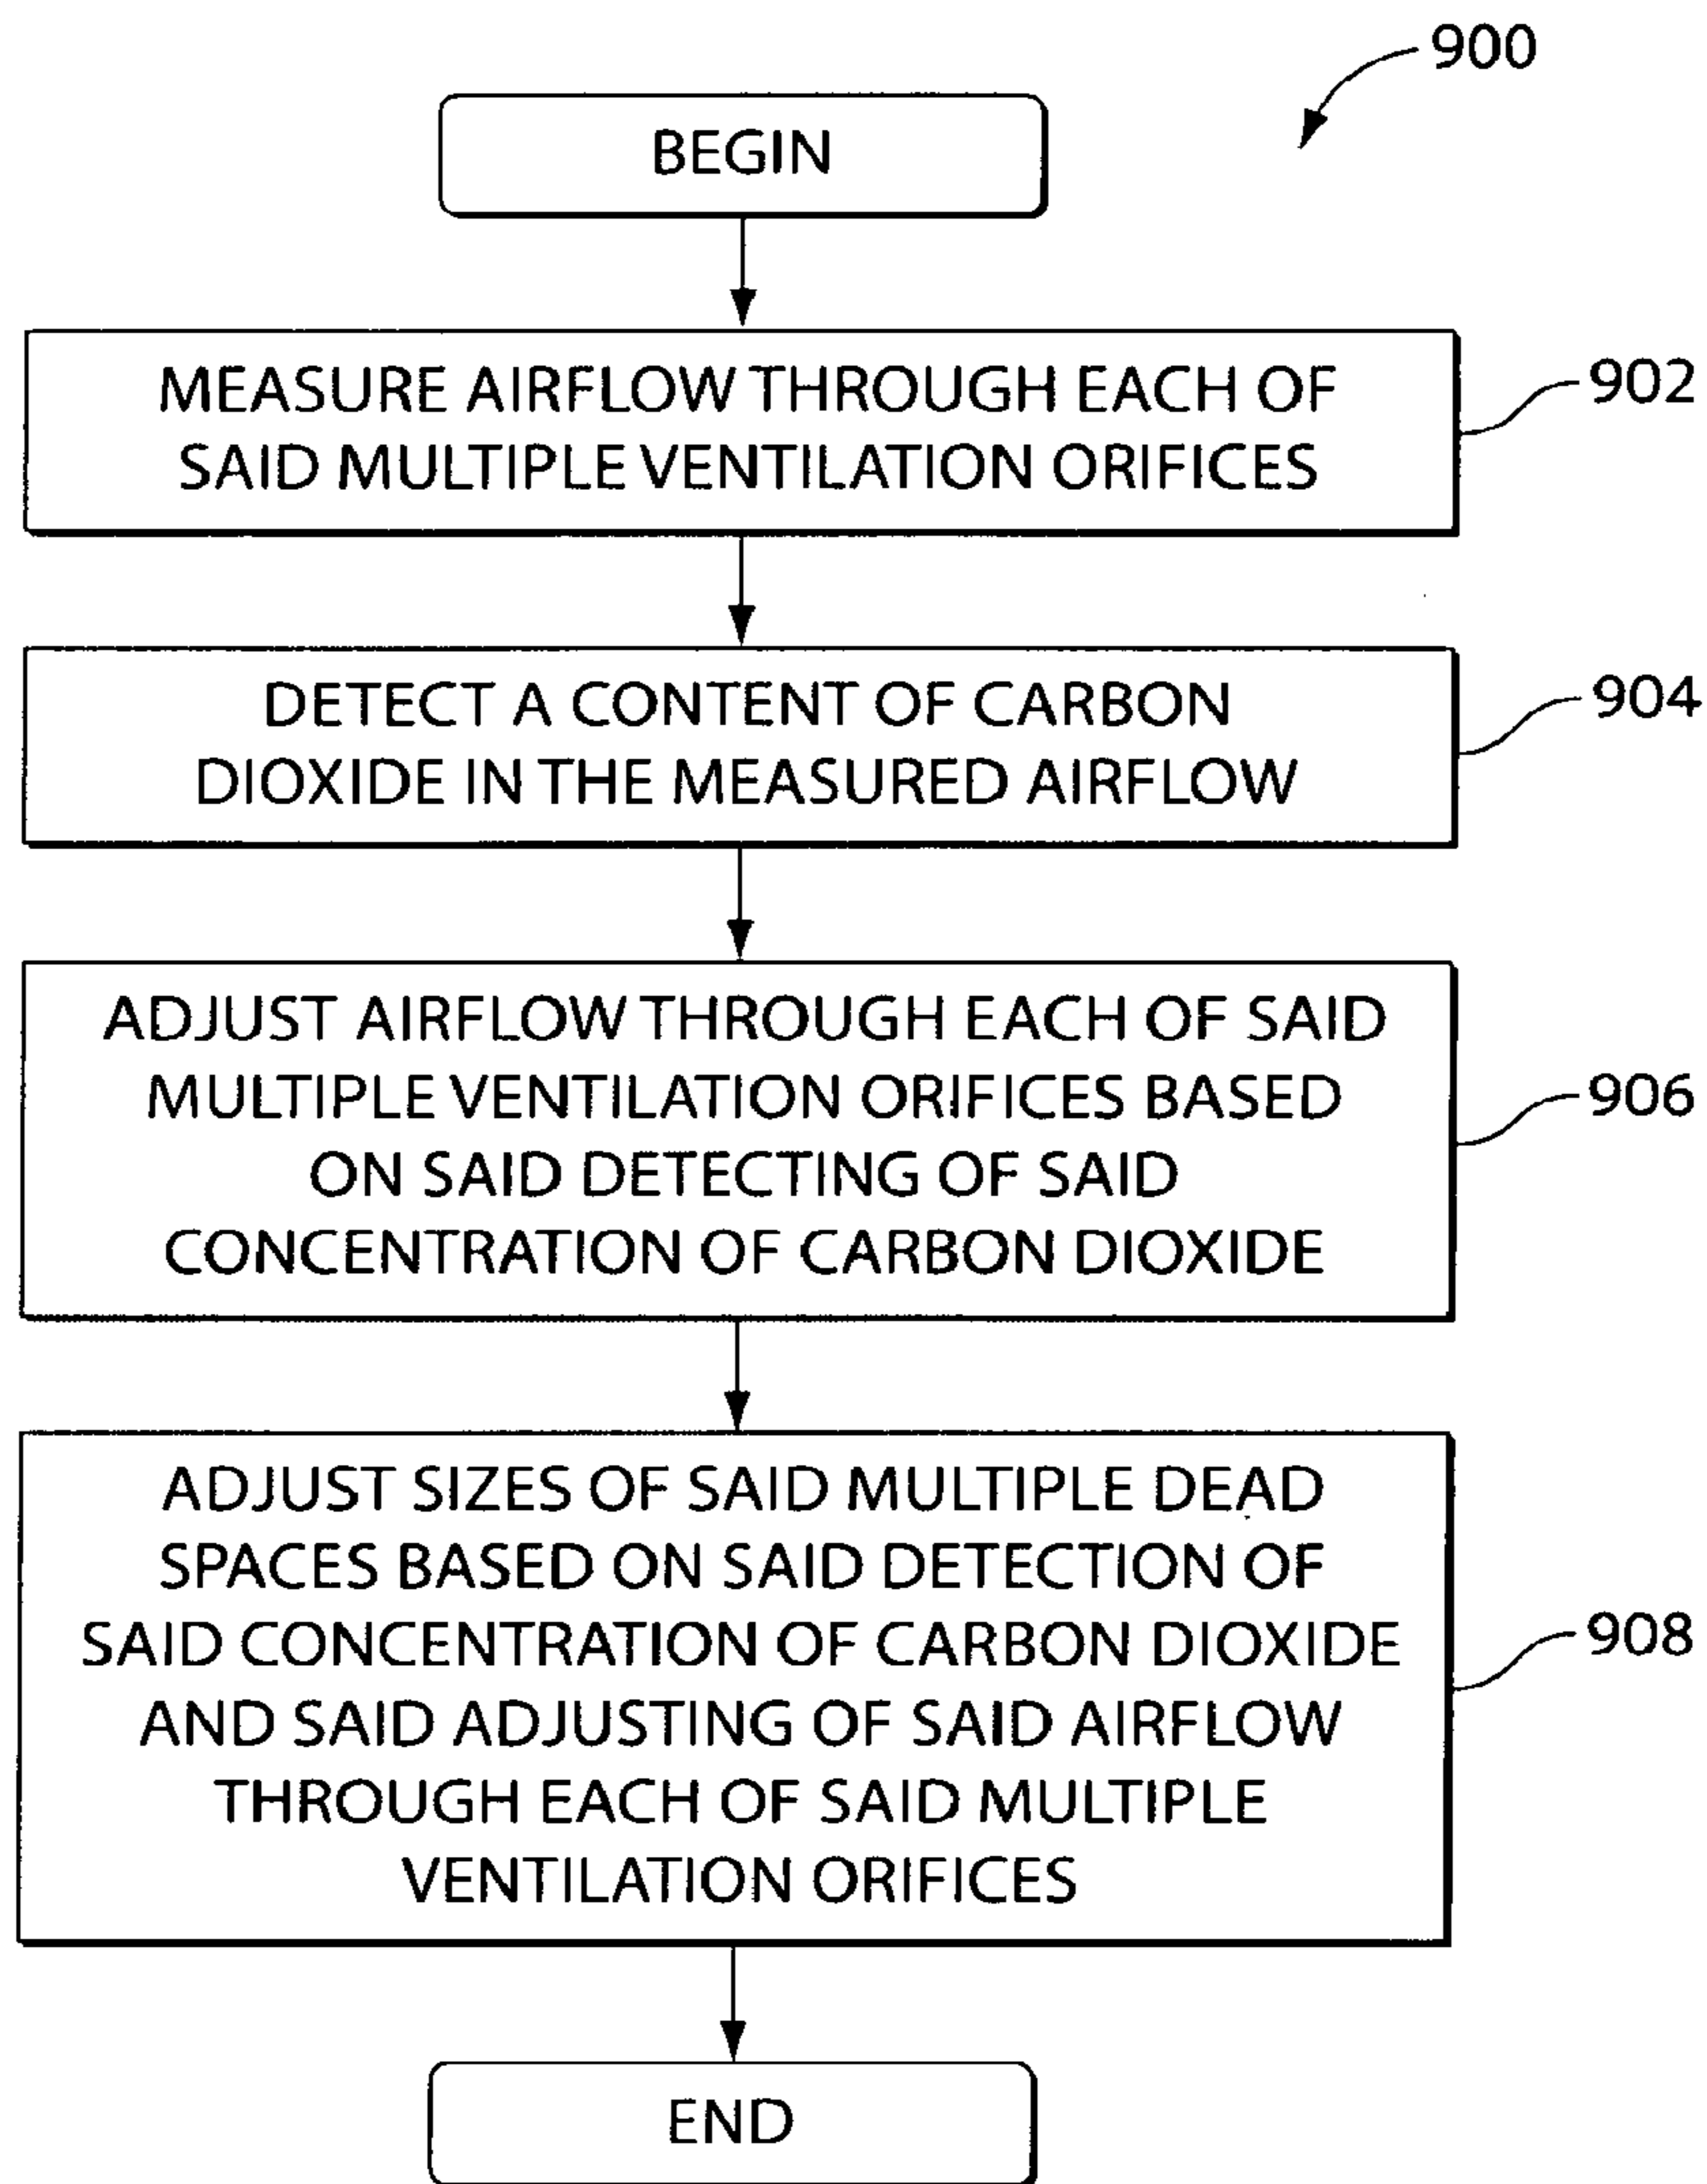 900
BEGIN
MEASURE AIRFLOW THROUGH EACH OF
SAID MULTIPLE VENTILATION ORIFICES
902
DETECT A CONTENT OF CARBON
DIOXIDE IN THE MEASURED AIRFLOW
904
ADJUST AIRFLOW THROUGH EACH OF SAID
MULTIPLE VENTILATION ORIFICES BASED
ON SAID DETECTING OF SAID
CONCENTRATION OF CARBON DIOXIDE
906
ADJUST SIZES OF SAID MULTIPLE DEAD
SPACES BASED ON SAID DETECTION OF
SAID CONCENTRATION OF CARBON DIOXIDE
AND SAID ADJUSTING OF SAID AIRFLOW
THROUGH EACH OF SAID MULTIPLE
VENTILATION ORIFICES
908
END